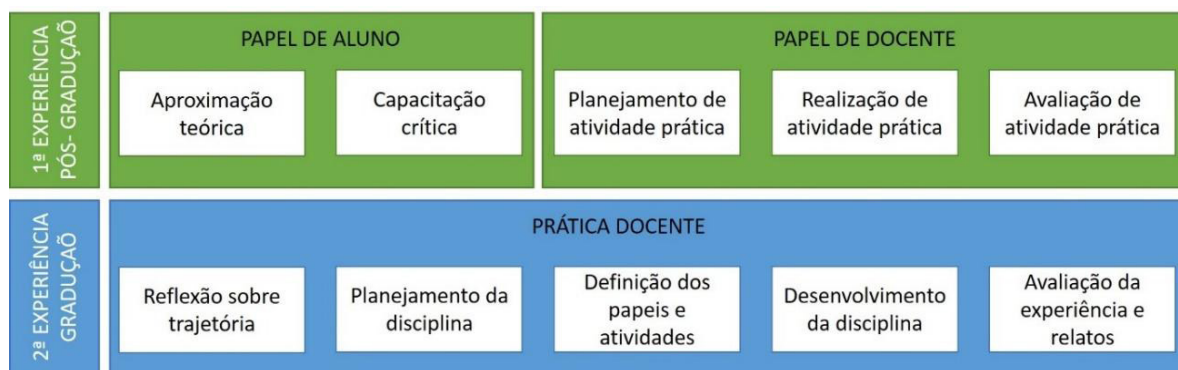 1ª EXPERIÊNCIA
PÓS- GRADUÇAÕ
PAPEL DE ALUNO
Aproximação
teórica
Capacitação
crítica
PAPEL DE DOCENTE
Planejamento de
atividade prática
Realização de
atividade prática
Avaliação de
atividade prática
2ª EXPERIÊNCIA
GRADUÇAÕ
PRÁTICA DOCENTE
Reflexão sobre
trajetória
Planejamento da
disciplina
Definição dos
papeis e
atividades
Desenvolvimento
da disciplina
Avaliação da
experiência e
relatos